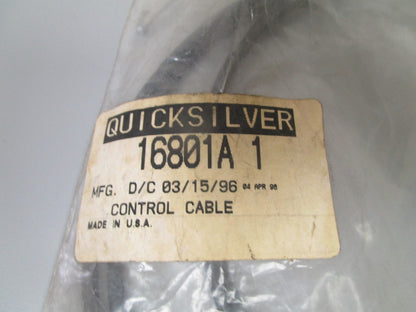 QUICKSILVER
16801A 1
MFG. D/C 03/15/96 04 APR 96
CONTROL CABLE
MADE IN U.S.A.